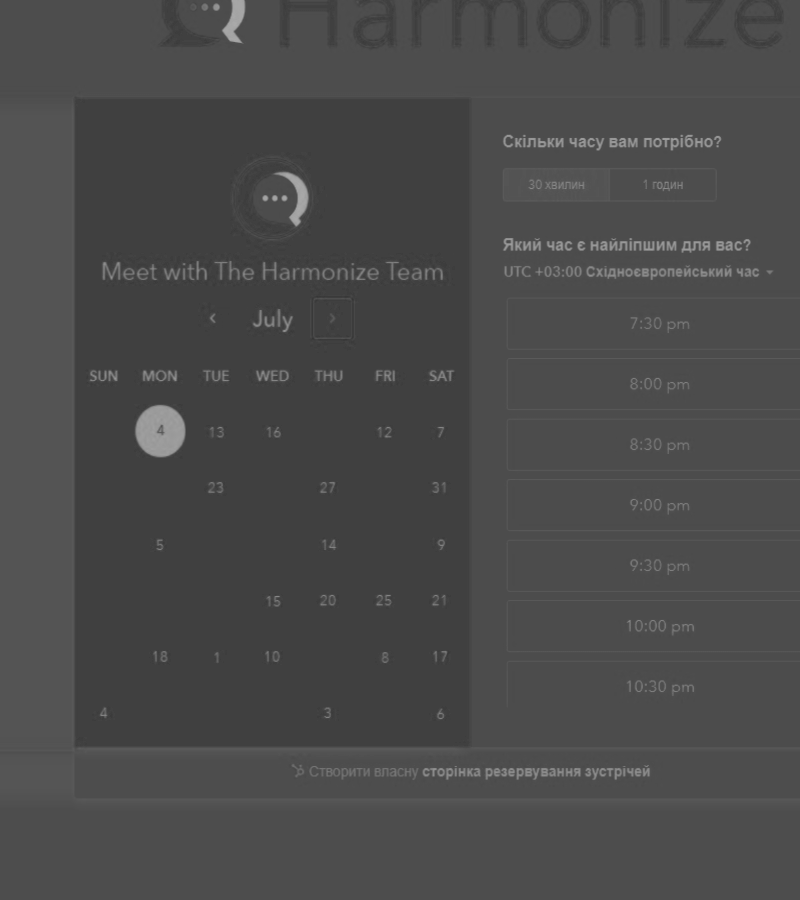 Harmonize
Meet with The Harmonize Team
July
SUN MON TUE WED THU FRI SAT
4 13 16 12 7
23 27 31
5 14 9
15 20 25 21
18 1 10 8 17
4 3 6
Скільки часу вам потрібно?
30 хвилин 1 годин
Який час є найліпшим для вас?
UTC +03:00 Східноєвропейський час
7:30 pm
8:00 pm
8:30 pm
9:00 pm
9:30 pm
10:00 pm
10:30 pm
Створити власну сторінка резервування зустрічей